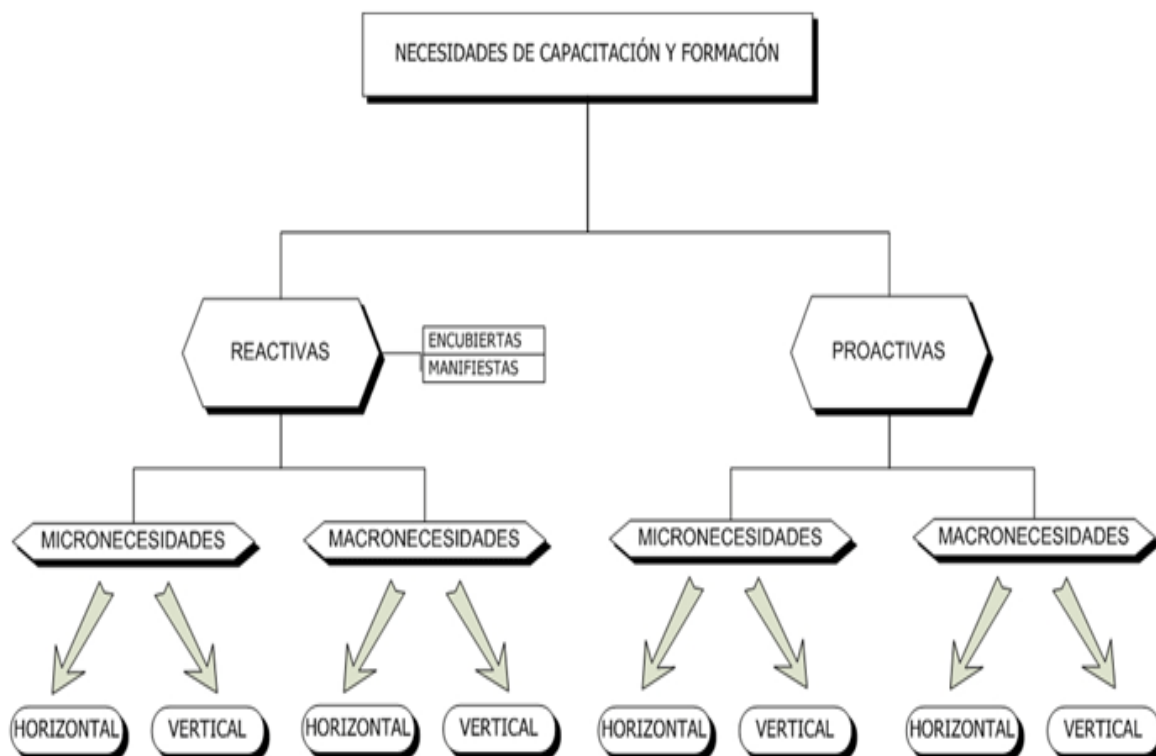 NECESIDADES DE CAPACITACIÓN Y FORMACIÓN
REACTIVAS
ENCUBIERTAS
MANIFIESTAS
PROACTIVAS
MICRONECESIDADES
MACRONECESIDADES
MICRONECESIDADES
MACRONECESIDADES
HORIZONTAL
VERTICAL
HORIZONTAL
VERTICAL
HORIZONTAL
VERTICAL
HORIZONTAL
VERTICAL